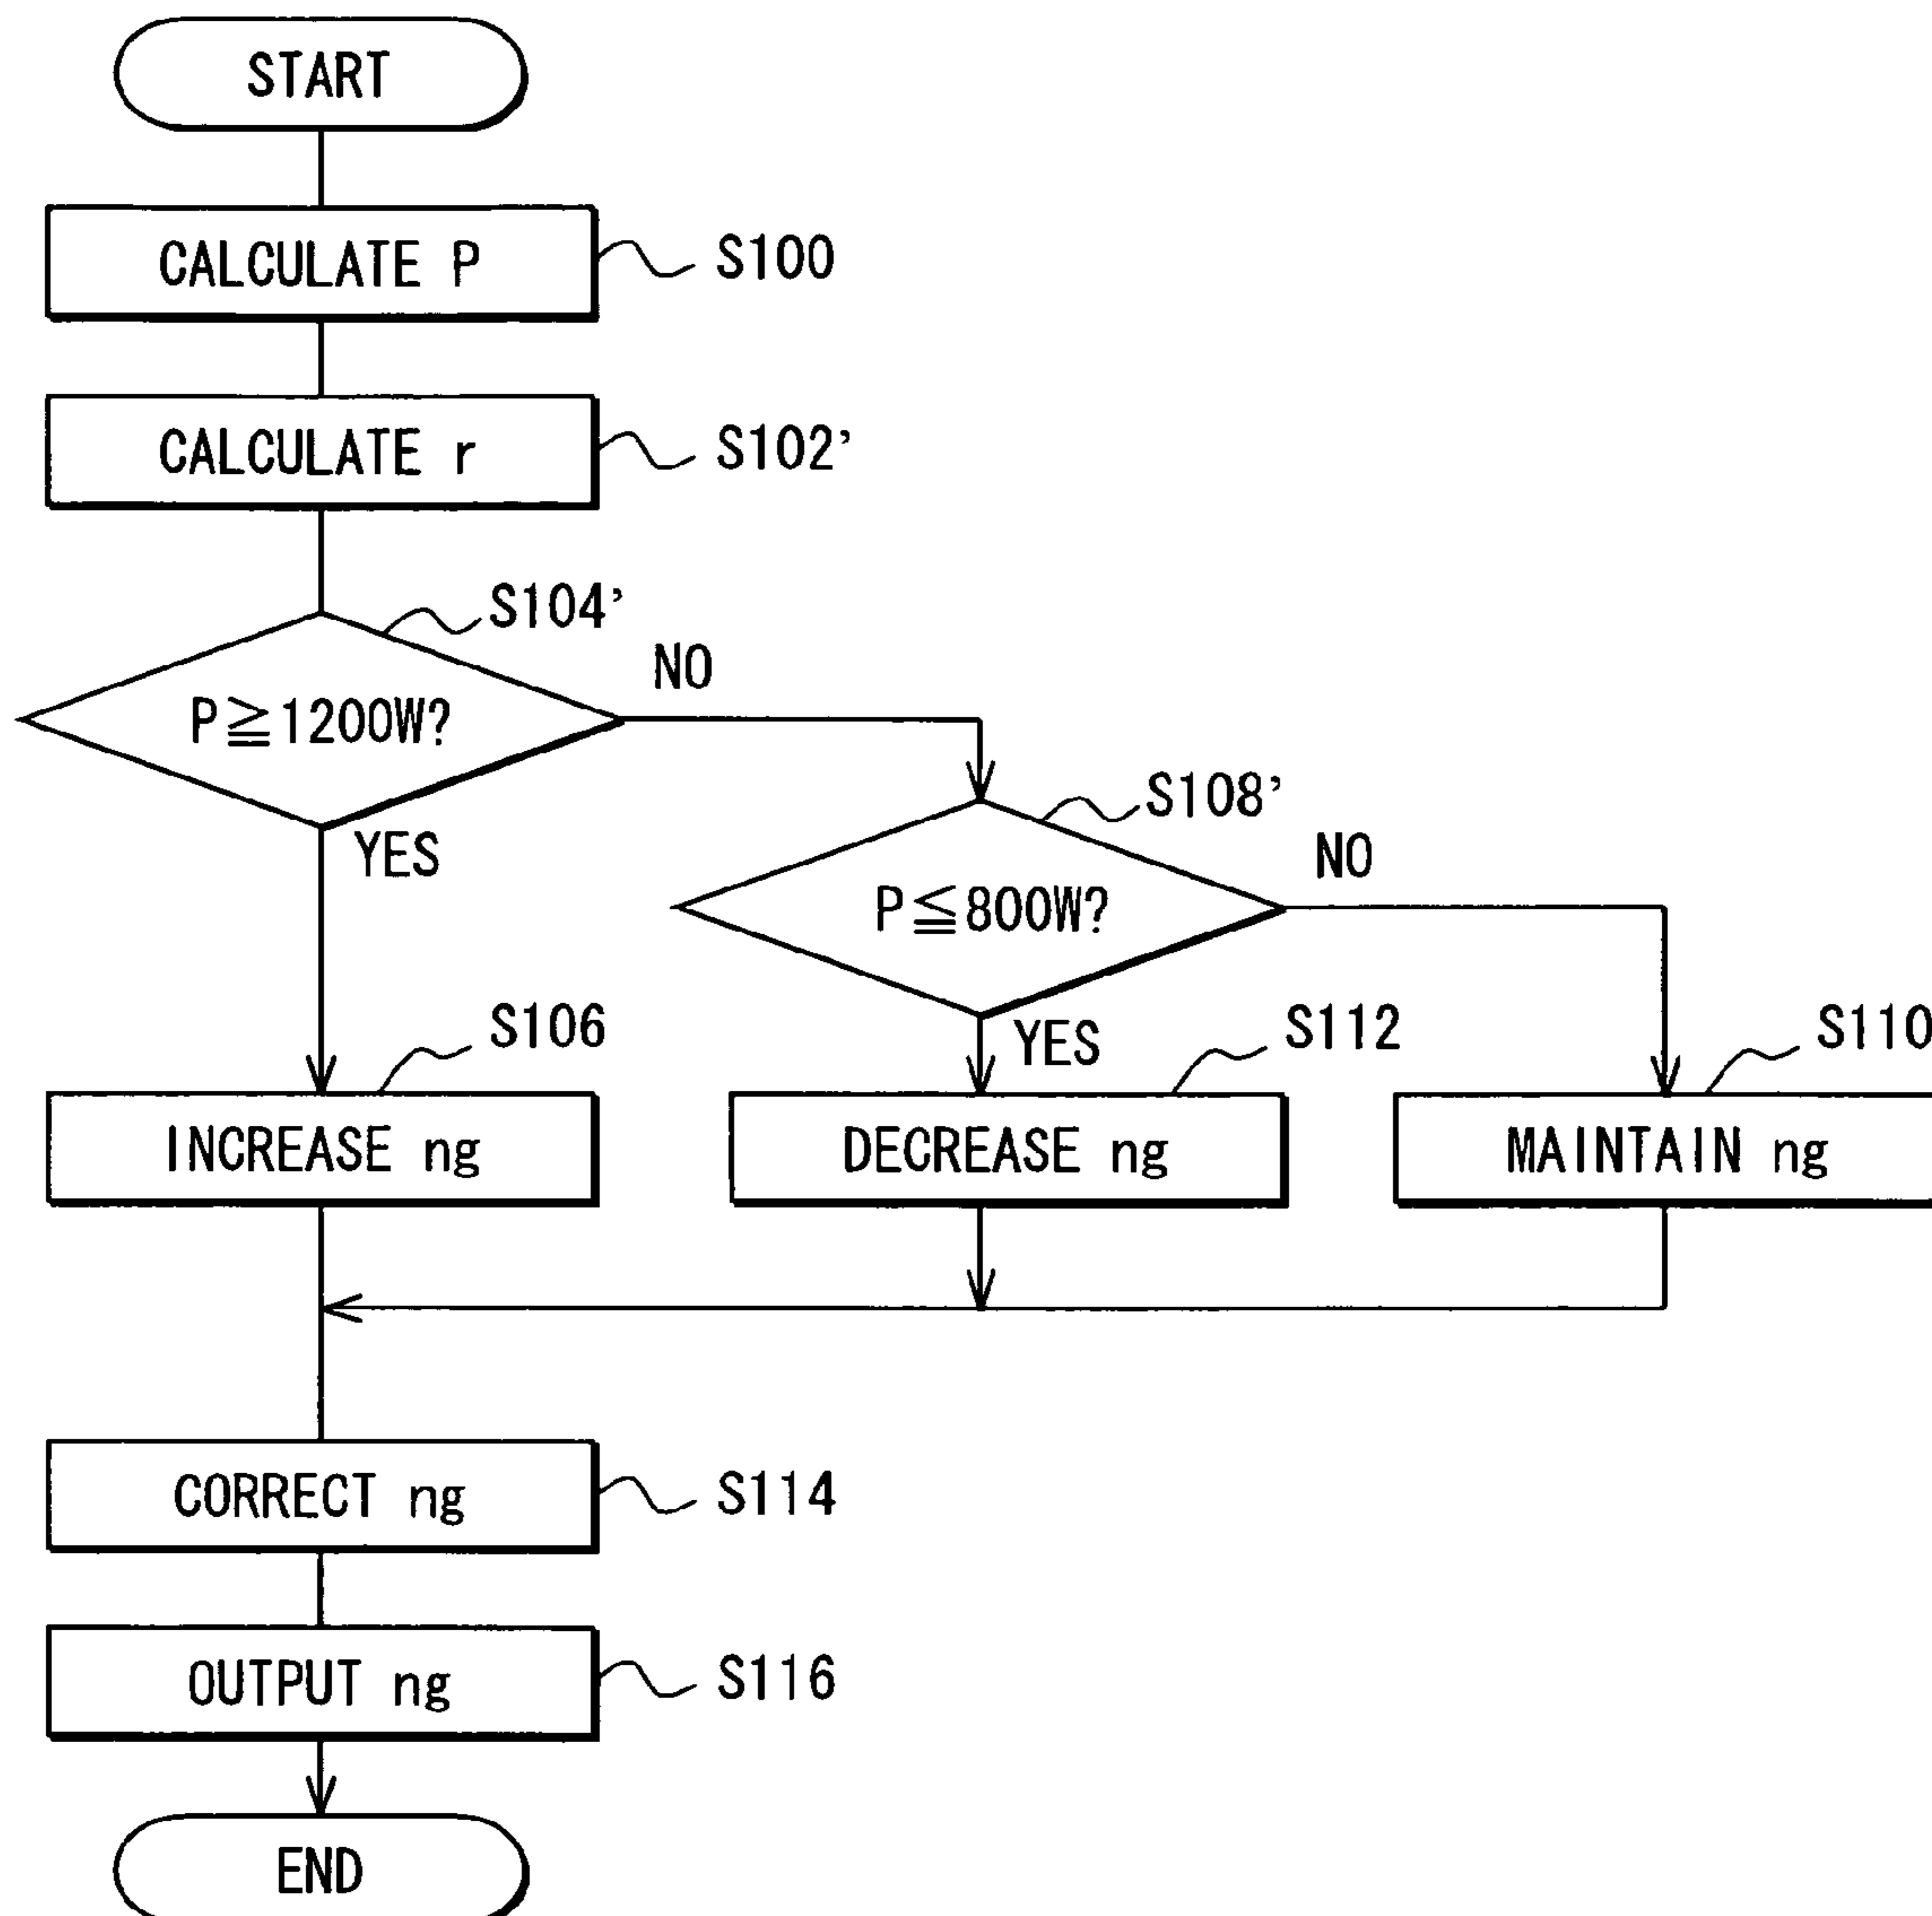 START
CALCULATE P
S100
CALCULATE r
S102'
S104'
NO
P≧1200W?
YES
S108'
NO
P≦800W?
YES
S106
S112
S110
INCREASE ng
DECREASE ng
MAINTAIN ng
CORRECT ng
S114
OUTPUT ng
S116
END